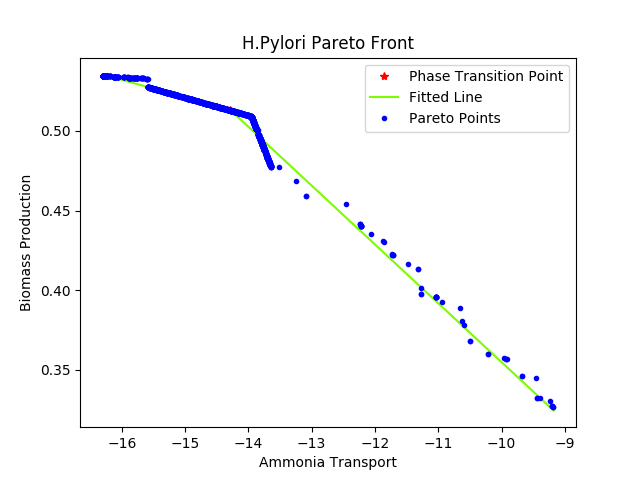 H.Pylori Pareto Front
Phase Transition Point
Fitted Line
Pareto Points
0.50
0.45
0.40
0.35
Biomass Production
−16 −15 −14 −13 −12 −11 −10 −9
Ammonia Transport